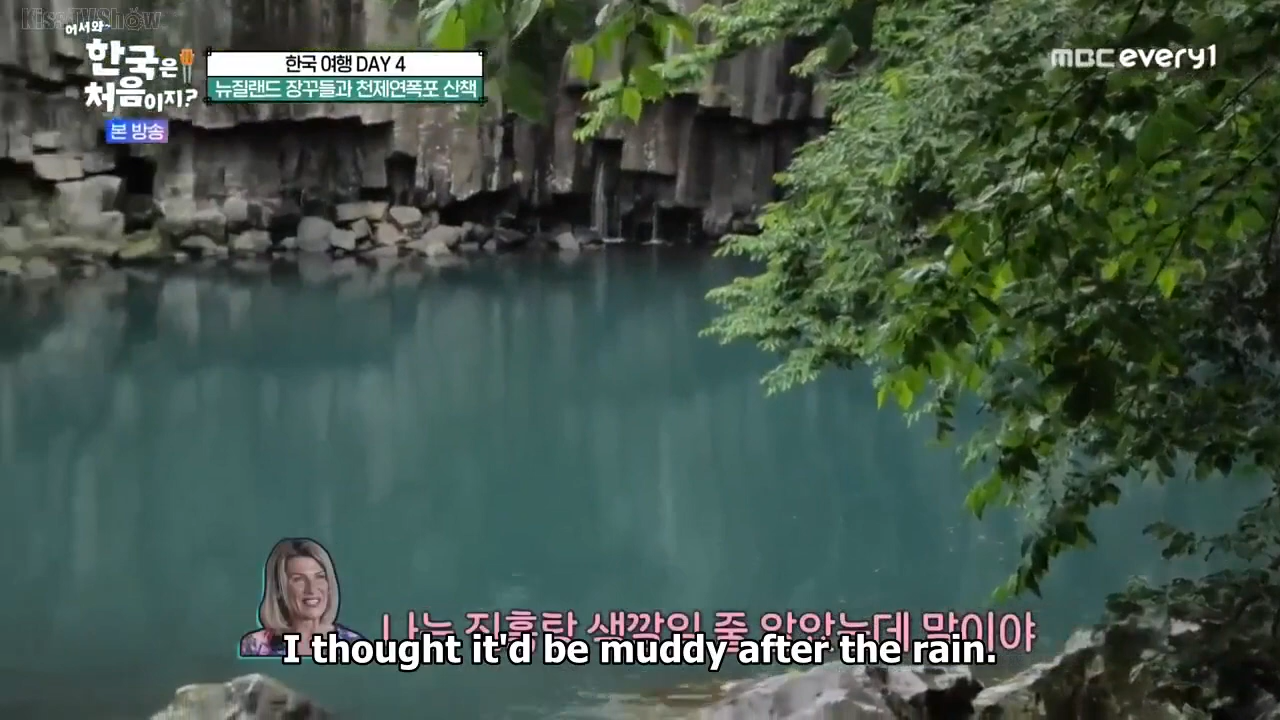 KissTVShow
어서와~
한국은
처음이지?
본 방송
한국 여행 DAY 4
뉴질랜드 장꾸들과 천제연폭포 산책
MBC every1
나는 진흙탕 색깔일 줄 알았는데 말이야
I thought it'd be muddy after the rain.